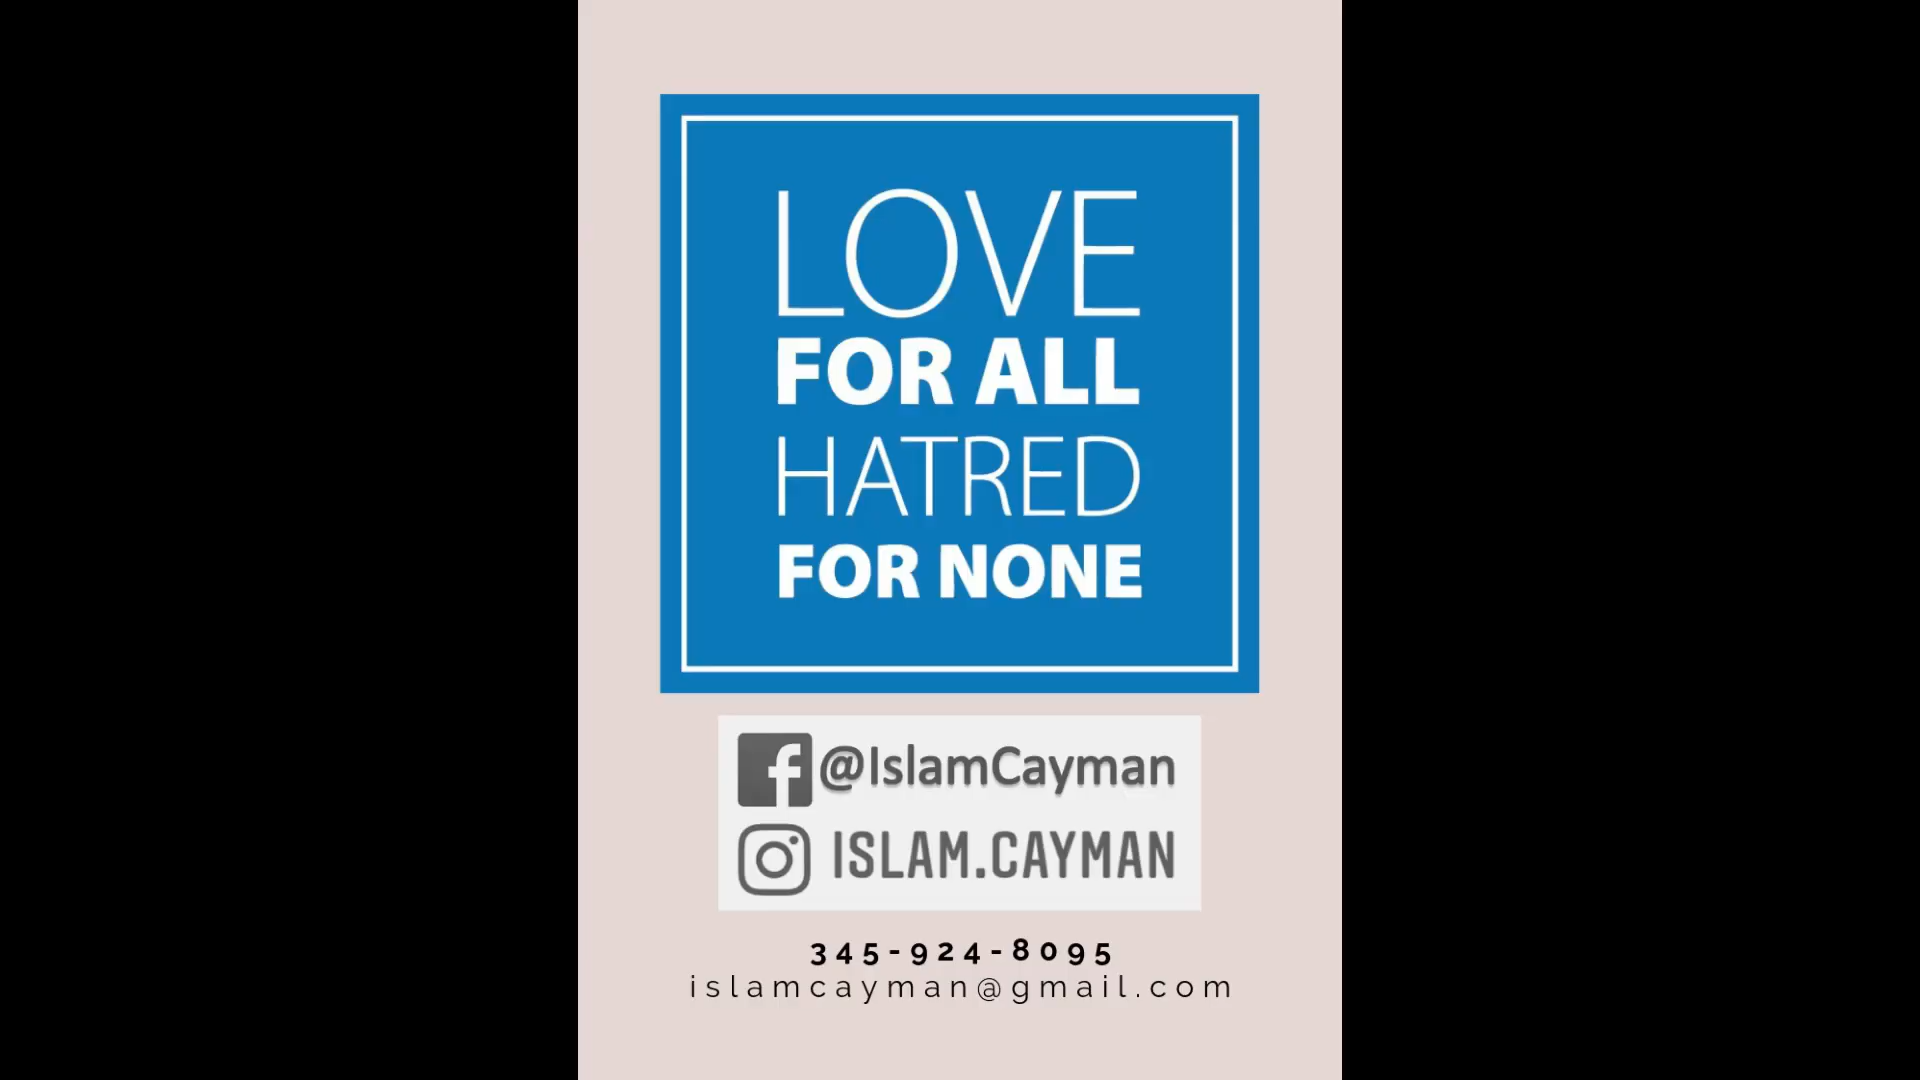 LOVE
FOR ALL
HATRED
FOR NONE
@IslamCayman
ISLAM.CAYMAN
345-924-8095
islamcayman@gmail.com